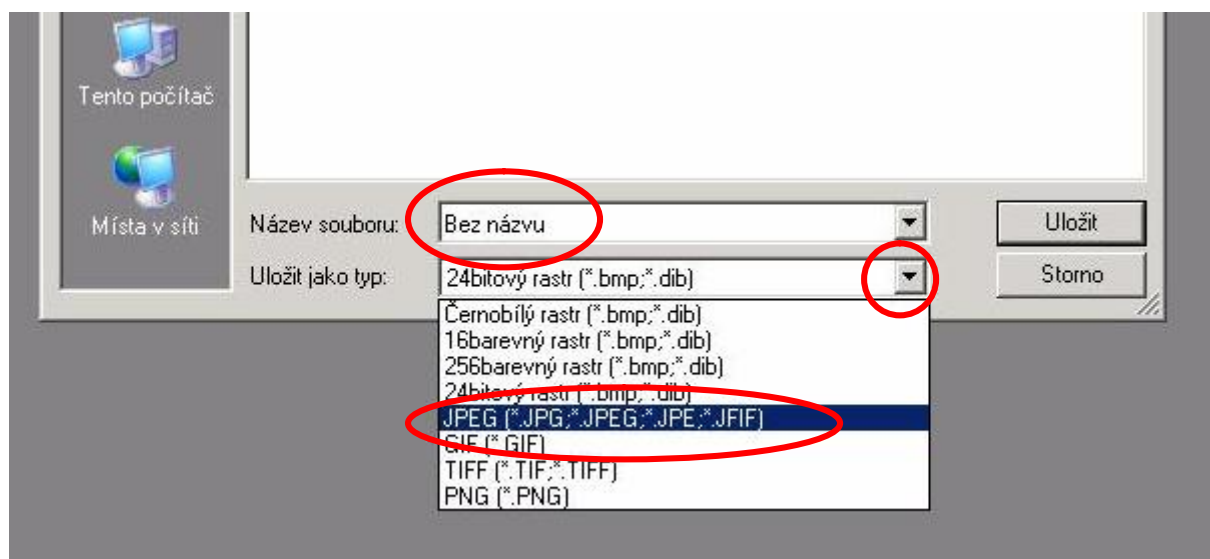 Tento počítač
Místa v síti
Název souboru:
Bez názvu
Uložit
Uložit jako typ:
24bitový rastr (*.bmp;*.dib)
Storno
Černobílý rastr (*.bmp;*.dib)
16barevný rastr (*.bmp;*.dib)
256barevný rastr (*.bmp;*.dib)
24bitový rastr (*.bmp;*.dib)
JPEG (*.JPG;*.JPEG;*.JPE;*.JFIF)
GIF (*.GIF)
TIFF (*.TIF;*.TIFF)
PNG (*.PNG)